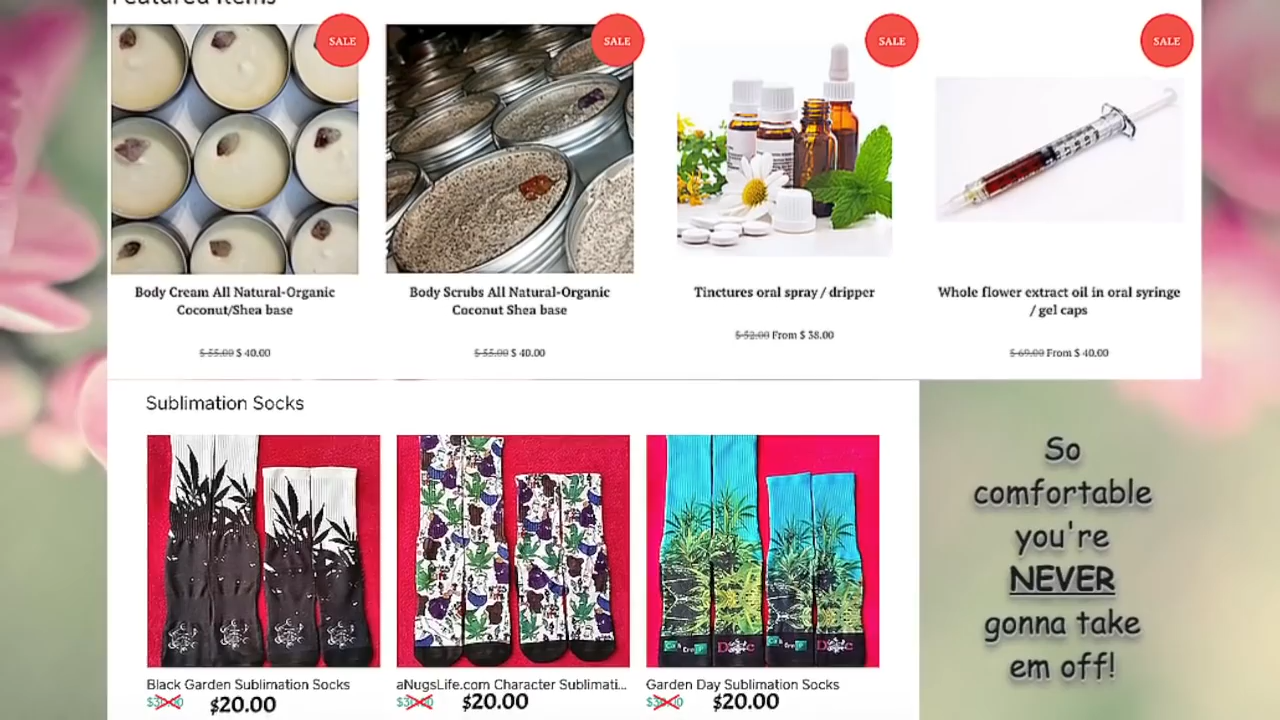 Featured Items
SALE
SALE
SALE
SALE
Body Cream All Natural-Organic
Coconut/Shea base
$ 55.00 $ 40.00
Body Scrubs All Natural-Organic
Coconut Shea base
$ 55.00 $ 40.00
Tinctures oral spray / dripper
$ 52.00 From $ 38.00
Whole flower extract oil in oral syringe
/ gel caps
$ 69.00 From $ 40.00
Sublimation Socks
Black Garden Sublimation Socks
$20.00
aNugsLife.com Character Sublimati...
$20.00
Garden Day Sublimation Socks
$20.00
So
comfortable
you're
NEVER
gonna take
em off!